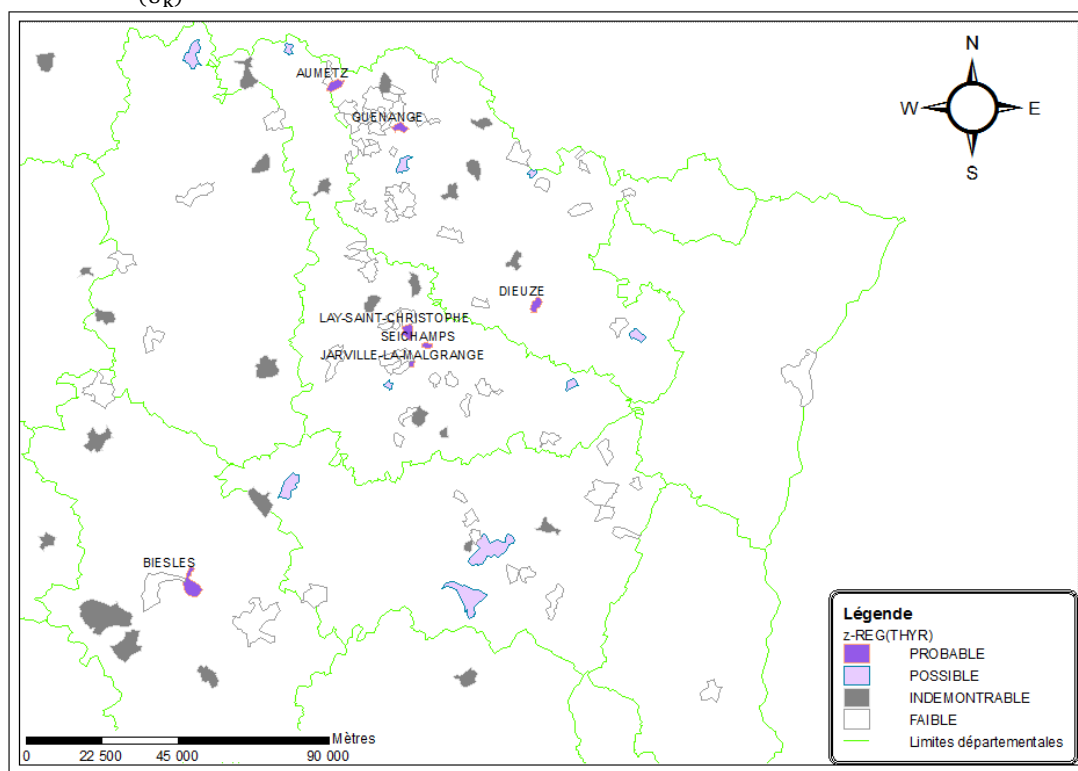 (σₖ)
N
W E
S
AUMETZ
GUENANGE
DIEUZE
LAY-SAINT-CHRISTOPHE
SEICHAMPS
JARVILLE-LA-MALGRANGE
BIESLES
Légende
z-REG(THYR)
PROBABLE
POSSIBLE
INDEMONTRABLE
FAIBLE
Limites départementales
Mètres
0 22 500 45 000 90 000